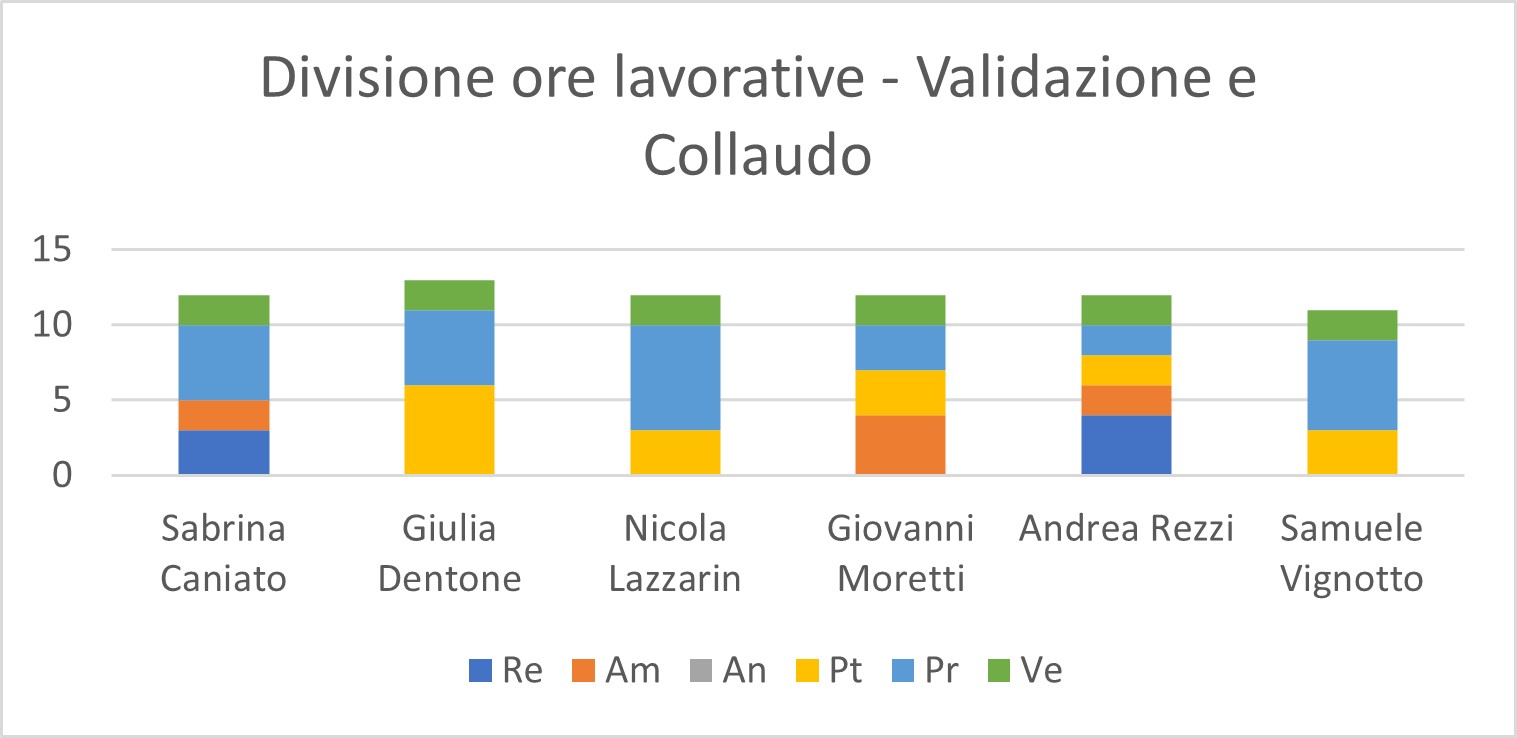 Divisione ore lavorative - Validazione e
Collaudo
15
10
5
0
Sabrina Caniato
Giulia Dentone
Nicola Lazzarin
Giovanni Moretti
Andrea Rezzi
Samuele Vignotto
Re Am An Pt Pr Ve